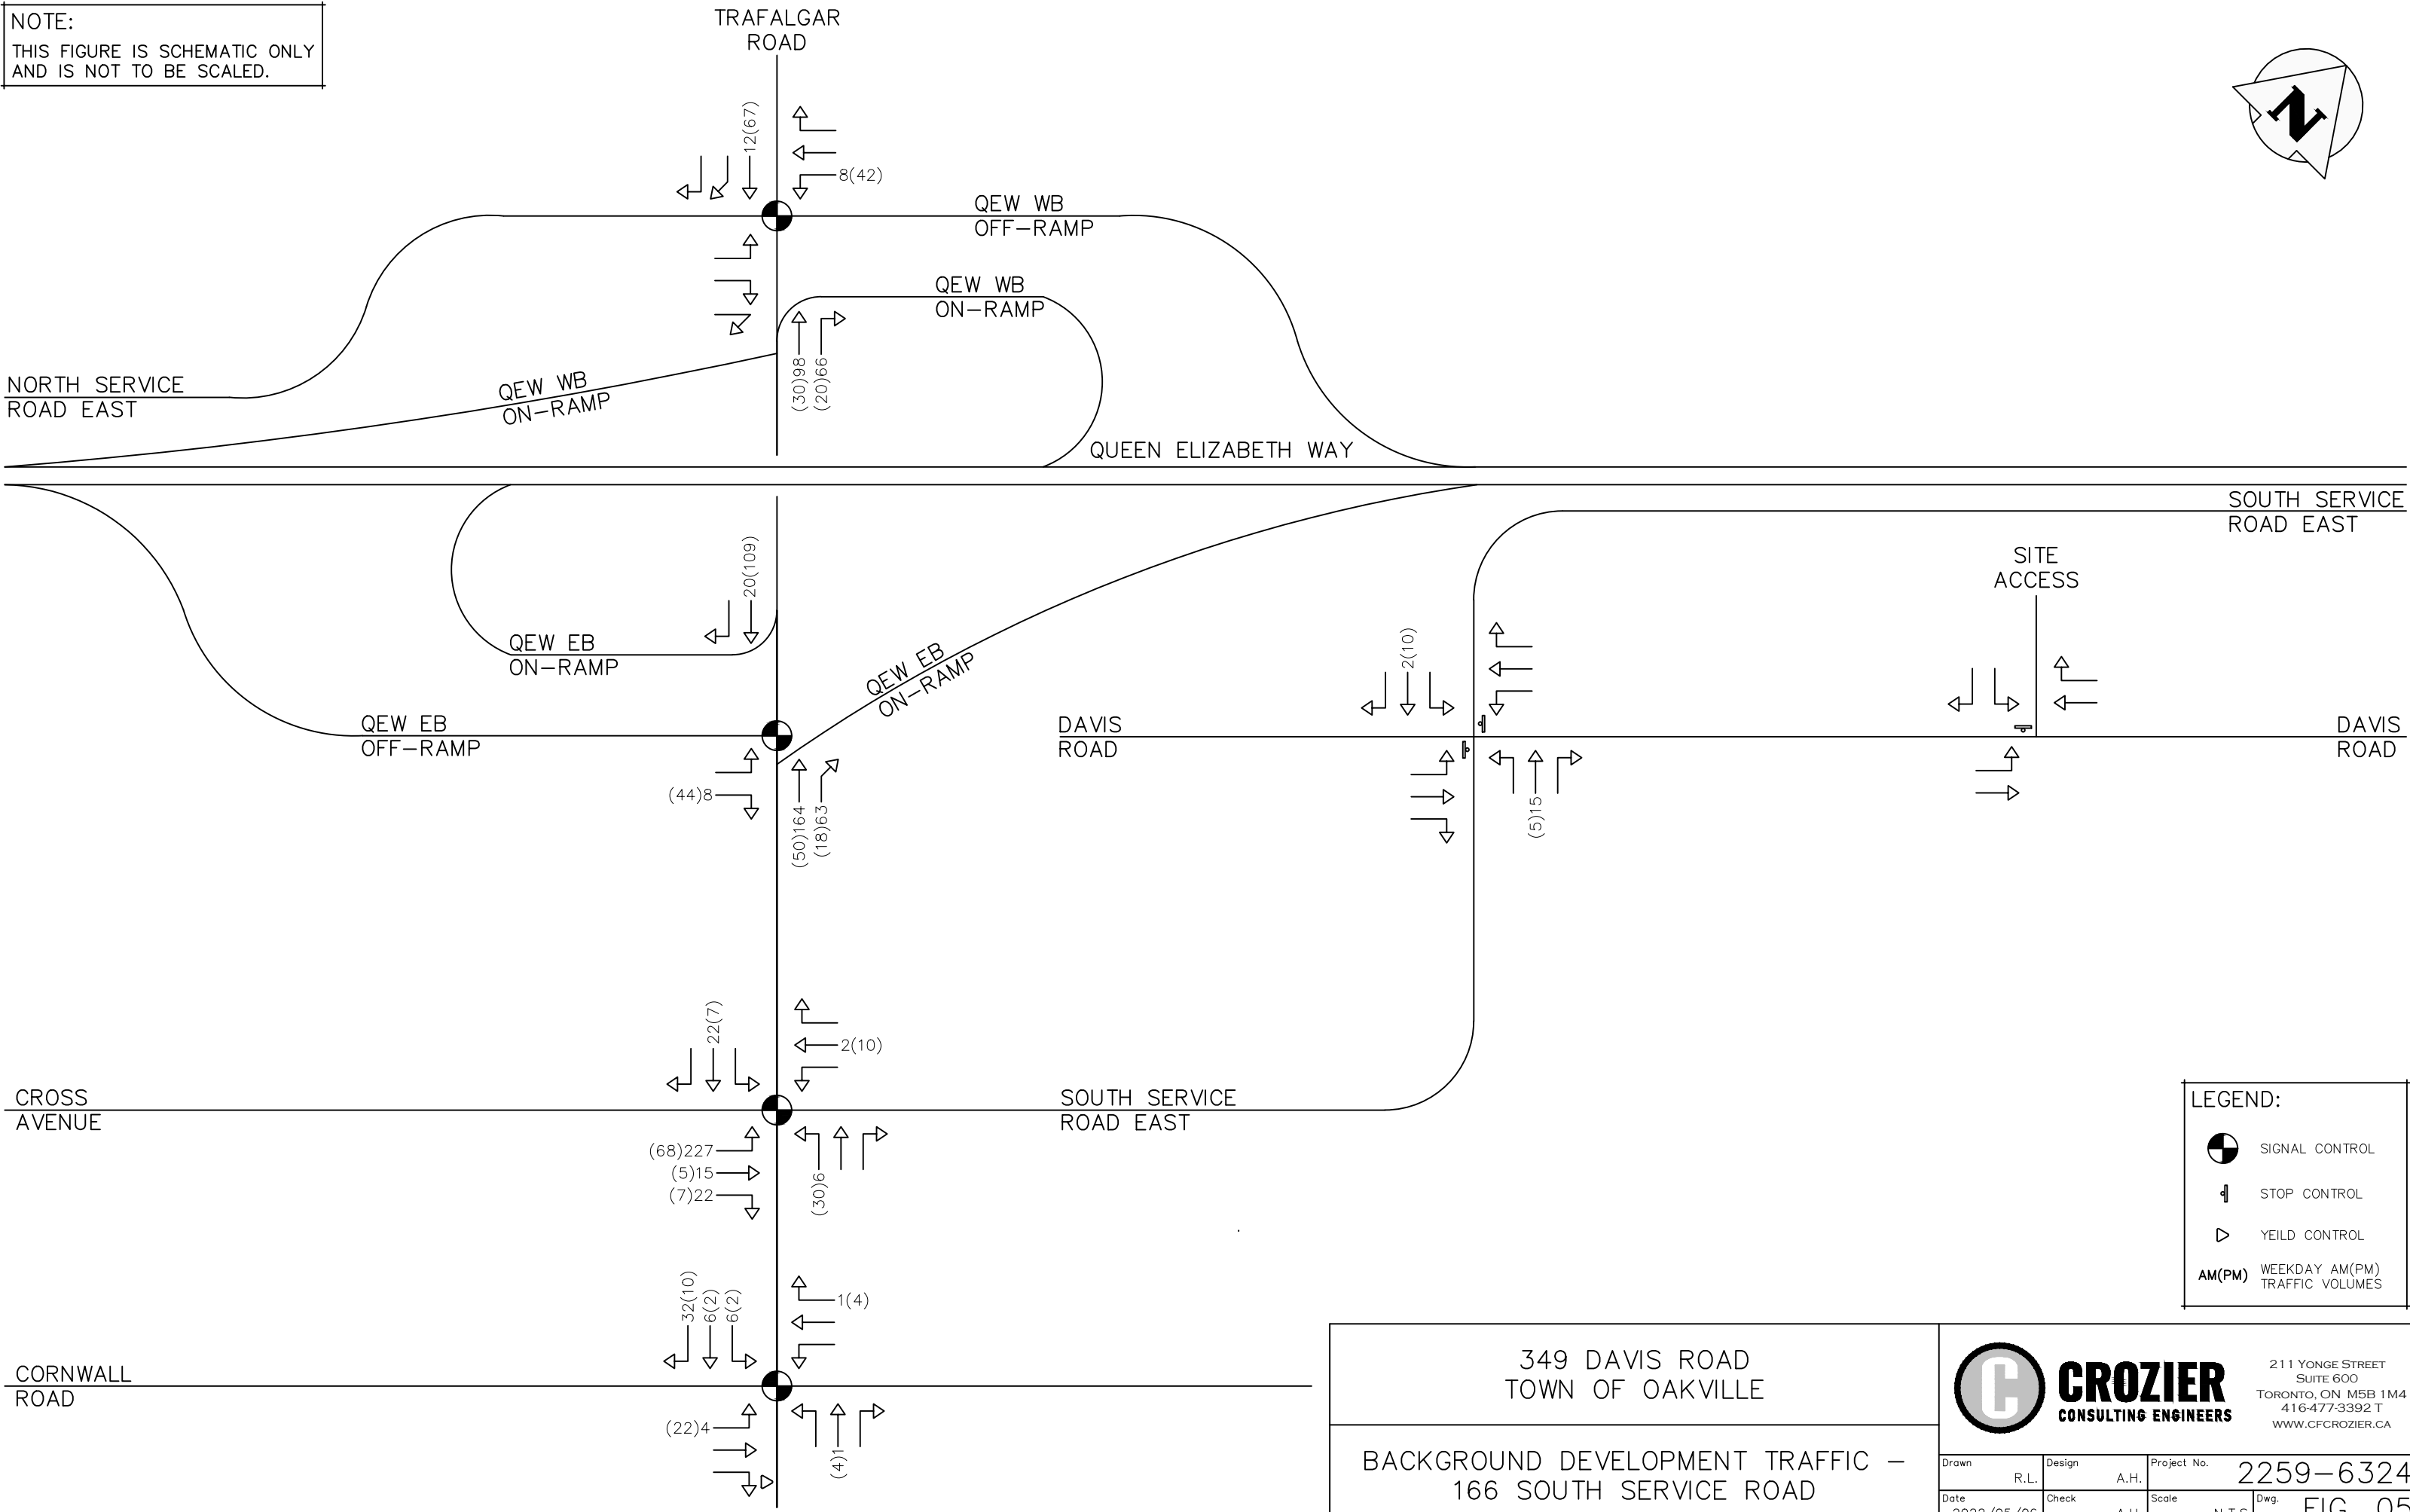 NOTE:
THIS FIGURE IS SCHEMATIC ONLY
AND IS NOT TO BE SCALED.
TRAFALGAR
ROAD
N
12(67)
8(42)
QEW WB
OFF-RAMP
QEW WB
ON-RAMP
(30)98
(20)66
NORTH SERVICE
ROAD EAST
QEW WB
ON-RAMP
QUEEN ELIZABETH WAY
SOUTH SERVICE
ROAD EAST
SITE
ACCESS
20(109)
QEW EB
ON-RAMP
QEW EB
ON-RAMP
2(10)
QEW EB
OFF-RAMP
DAVIS
ROAD
DAVIS
ROAD
(44)8
(50)164
(18)63
(5)15
22(7)
2(10)
CROSS
AVENUE
SOUTH SERVICE
ROAD EAST
(68)227
(5)15
(7)22
(30)6
32(10)
6(2)
6(2)
1(4)
CORNWALL
ROAD
(22)4
(4)1
LEGEND:
SIGNAL CONTROL
STOP CONTROL
YEILD CONTROL
AM(PM)
WEEKDAY AM(PM)
TRAFFIC VOLUMES
349 DAVIS ROAD
TOWN OF OAKVILLE
BACKGROUND DEVELOPMENT TRAFFIC -
166 SOUTH SERVICE ROAD
C
CROZIER
CONSULTING ENGINEERS
211 YONGE STREET
SUITE 600
TORONTO, ON M5B 1M4
416-477-3392 T
WWW.CFCROZIER.CA
Drawn R.L.
Design A.H.
Project No. 2259-6324
Date
Check
Scale
Dwg. FIG. 05